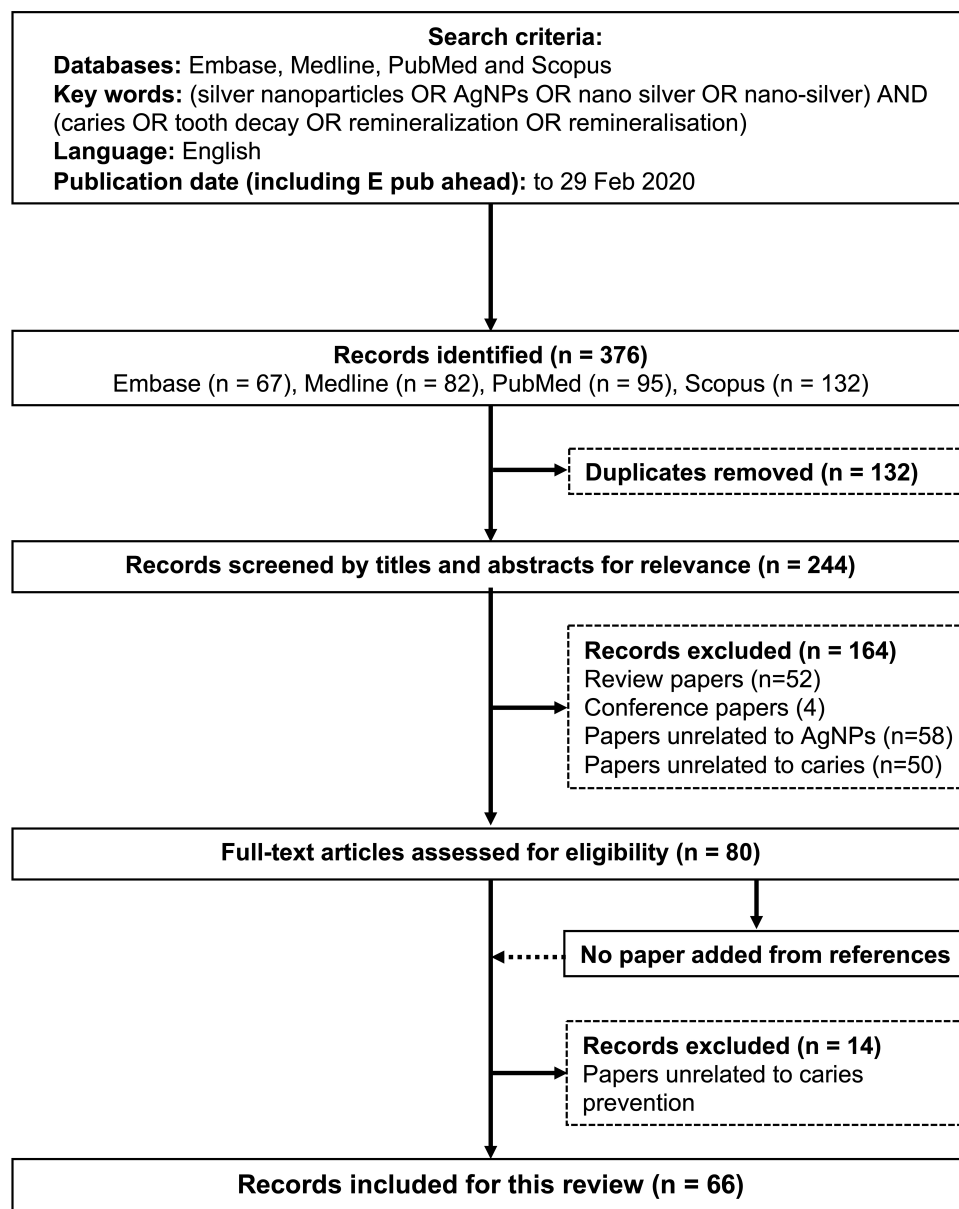 Search criteria:
Databases: Embase, Medline, PubMed and Scopus
Key words: (silver nanoparticles OR AgNPs OR nano silver OR nano-silver) AND
(caries OR tooth decay OR remineralization OR remineralisation)
Language: English
Publication date (including E pub ahead): to 29 Feb 2020
Records identified (n = 376)
Embase (n = 67), Medline (n = 82), PubMed (n = 95), Scopus (n = 132)
Duplicates removed (n = 132)
Records screened by titles and abstracts for relevance (n = 244)
Records excluded (n = 164)
Review papers (n=52)
Conference papers (4)
Papers unrelated to AgNPs (n=58)
Papers unrelated to caries (n=50)
Full-text articles assessed for eligibility (n = 80)
No paper added from references
Records excluded (n = 14)
Papers unrelated to caries
prevention
Records included for this review (n = 66)